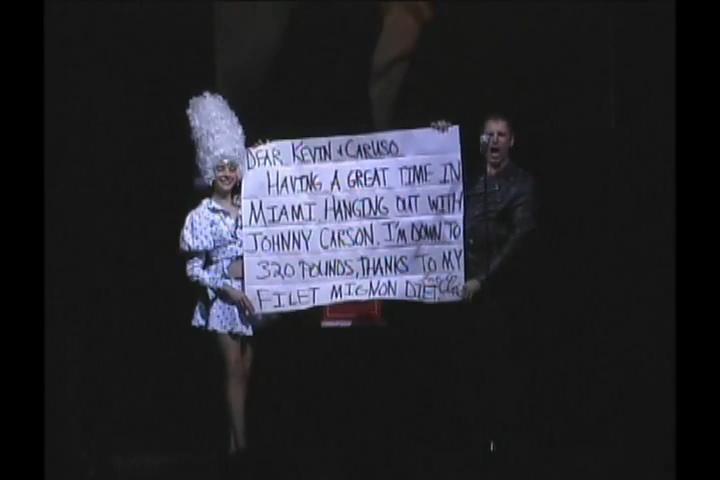 DEAR KEVIN & CARUSO
HAVING A GREAT TIME IN
MIAMI HANGING OUT WITH
JOHNNY CARSON. I'M DOWN TO
320 POUNDS, THANKS TO MY
FILET MIGNON DIET.